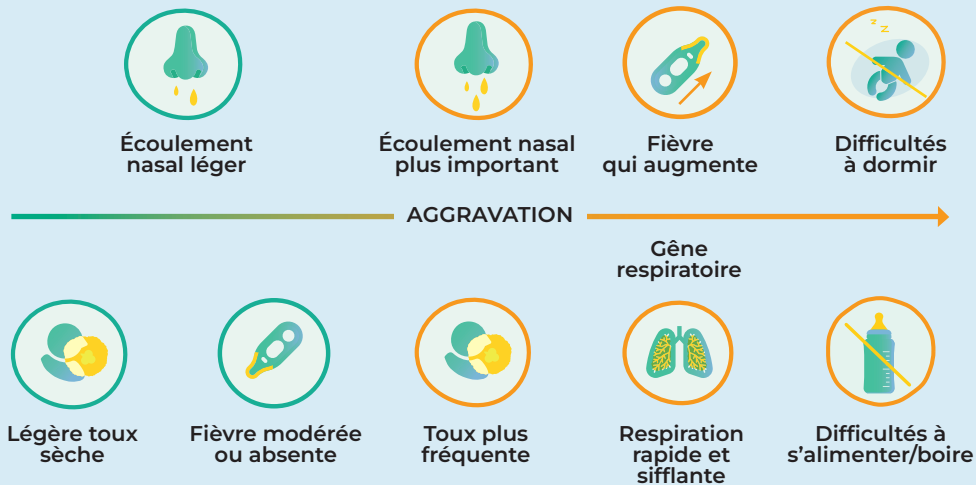 z z
z
Écoulement
nasal léger
Écoulement nasal
plus important
Fièvre
qui augmente
Difficultés
à dormir
AGGRAVATION
Gêne
respiratoire
Légère toux
sèche
Fièvre modérée
ou absente
Toux plus
fréquente
Respiration
rapide et
sifflante
Difficultés à
s'alimenter/boire